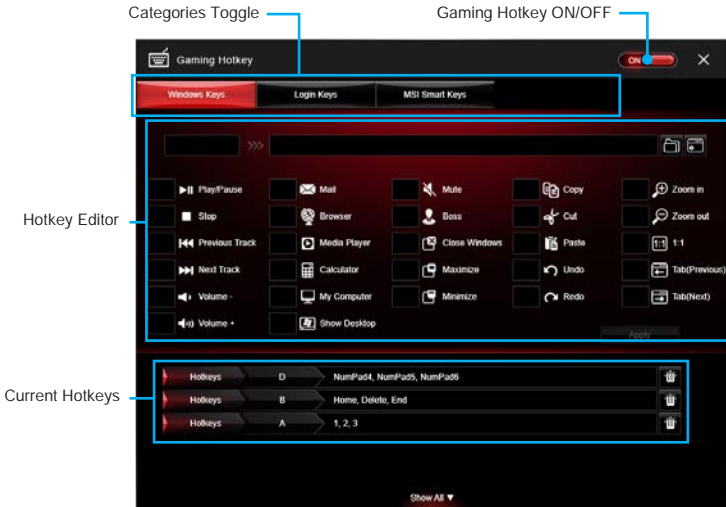 Categories Toggle
Gaming Hotkey ON/OFF
Gaming Hotkey
ON
Windows Keys
Login Keys
MSI Smart Keys
Hotkey Editor
Play/Pause
Mail
Mute
Copy
Zoom in
Stop
Browser
Boss
Cut
Zoom out
Previous Track
Media Player
Close Windows
Paste
1:1 1:1
Next Track
Calculator
Maximize
Undo
Tab(Previous)
Volume -
My Computer
Minimize
Redo
Tab(Next)
Volume +
Show Desktop
Apply
Current Hotkeys
Hotkeys D NumPad4, NumPad5, NumPad6
Hotkeys B Home, Delete, End
Hotkeys A 1, 2, 3
Show All ▼